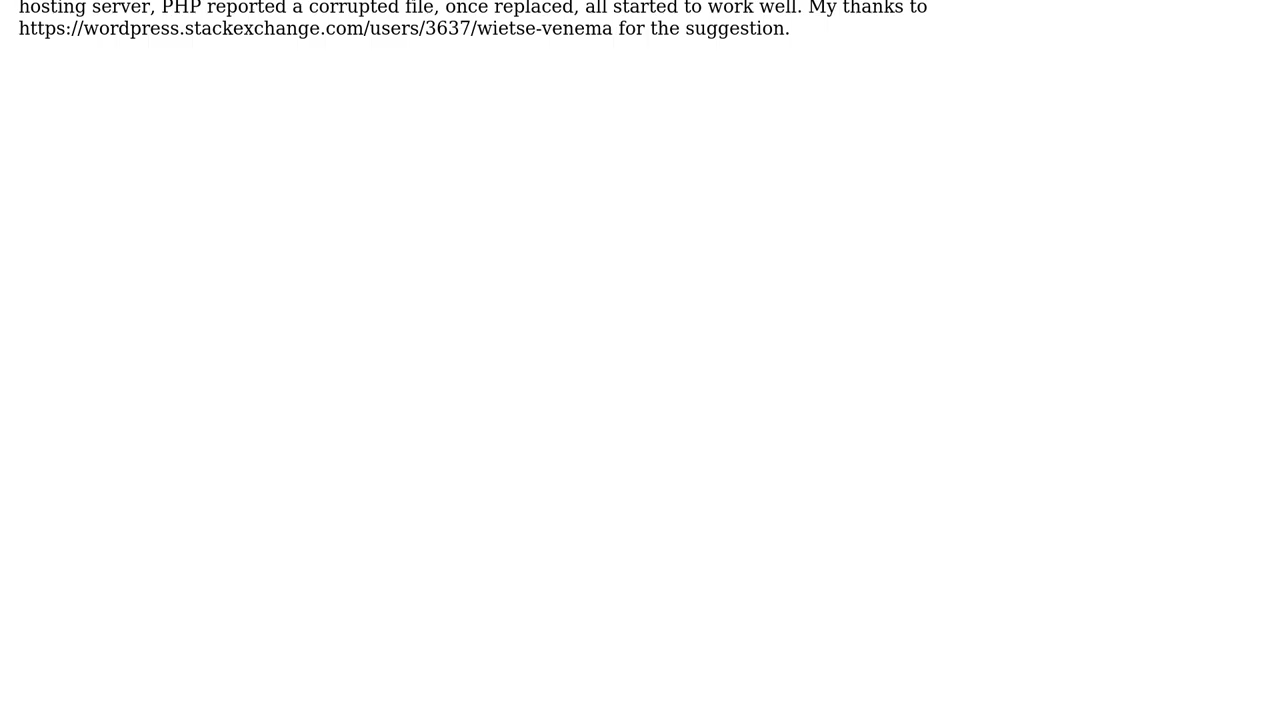 hosting server, PHP reported a corrupted file, once replaced, all started to work well. My thanks to
https://wordpress.stackexchange.com/users/3637/wietse-venema for the suggestion.